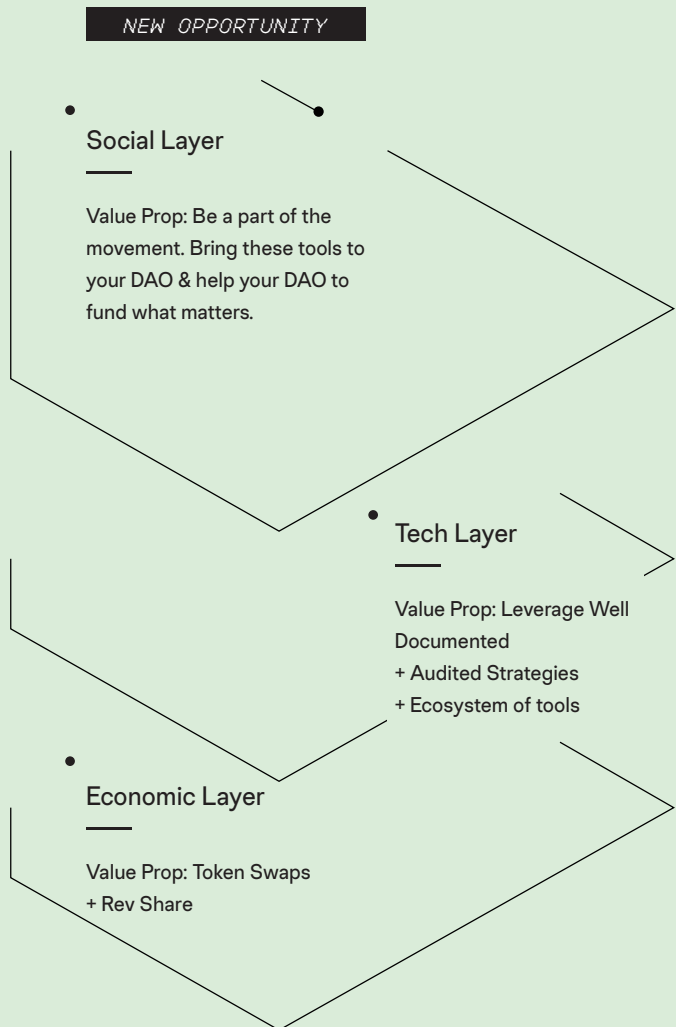 NEW OPPORTUNITY
Social Layer
Value Prop: Be a part of the
movement. Bring these tools to
your DAO & help your DAO to
fund what matters.
Tech Layer
Value Prop: Leverage Well
Documented
+ Audited Strategies
+ Ecosystem of tools
Economic Layer
Value Prop: Token Swaps
+ Rev Share